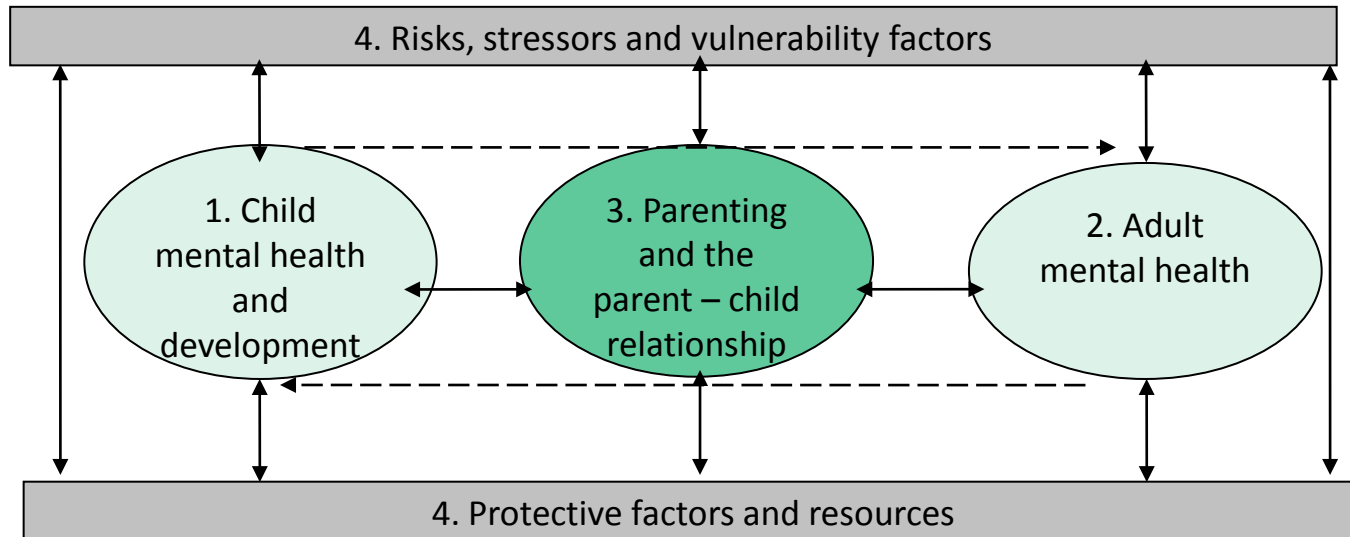 4. Risks, stressors and vulnerability factors
1. Child
mental health
and
development
3. Parenting
and the
parent – child
relationship
2. Adult
mental health
4. Protective factors and resources